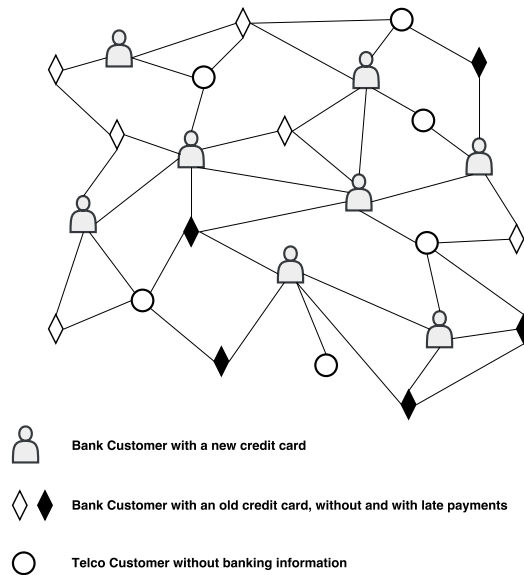 Bank Customer with a new credit card
Bank Customer with an old credit card, without and with late payments
Telco Customer without banking information